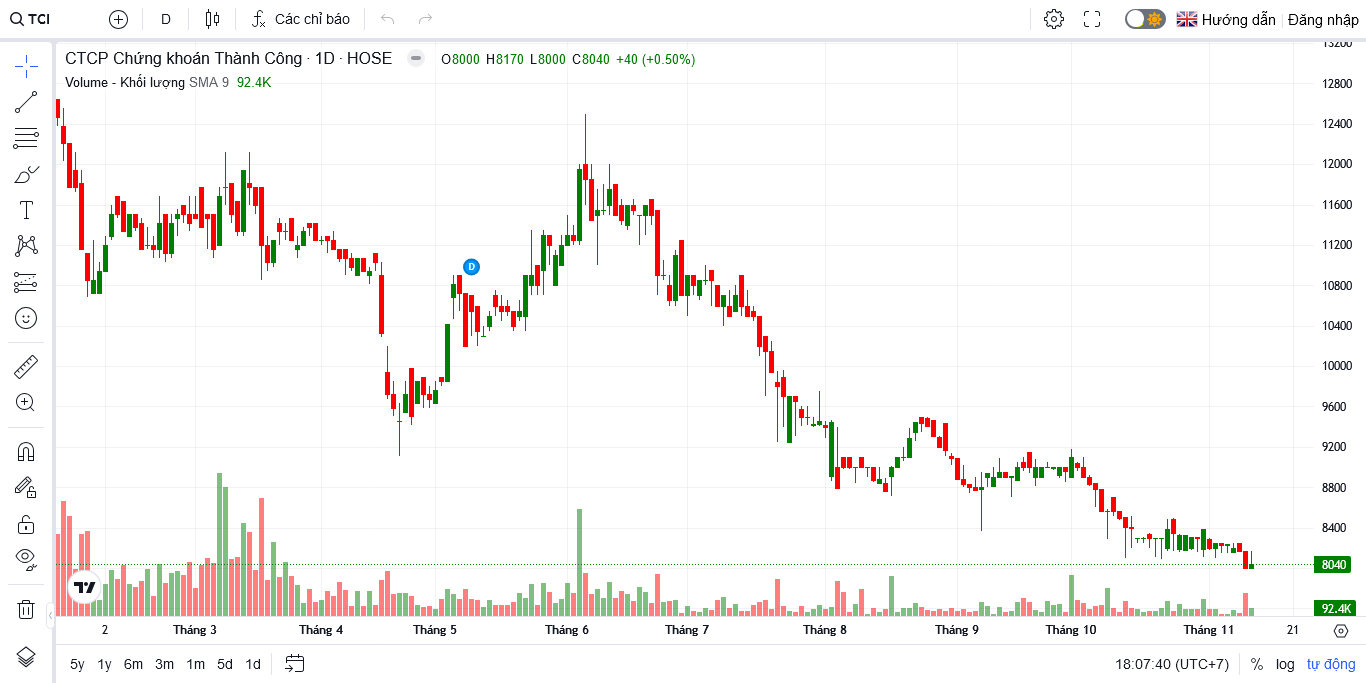 TCI D Các chỉ báo Hướng dẫn Đăng nhập
CTCP Chứng khoán Thành Công · 1D · HOSE O8000 H8170 L8000 C8040 +40 (+0.50%)
Volume - Khối lượng SMA 9 92.4K
13200
12800
12400
12000
11600
11200
D
10800
10400
10000
9600
9200
8800
8400
8040
92.4K
2 Tháng 3 Tháng 4 Tháng 5 Tháng 6 Tháng 7 Tháng 8 Tháng 9 Tháng 10 Tháng 11 21
5y 1y 6m 3m 1m 5d 1d 18:07:40 (UTC+7) % log tự động